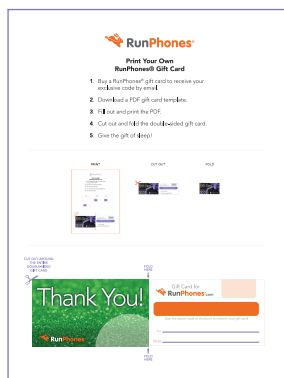 RunPhones®
Print Your Own
RunPhones® Gift Card
1. Buy a RunPhones® gift card to receive your
exclusive code by email.
2. Download a PDF gift card template.
3. Fill out and print the PDF.
4. Cut out and fold the double-sided gift card.
5. Give the gift of sleep!
PRINT
CUT OUT
FOLD
CUT OUT AROUND
THE ENTIRE
DOUBLE-SIDED
GIFT CARD
FOLD
HERE
Thank You!
RunPhones
Gift Card for
RunPhones.com
FOLD
HERE